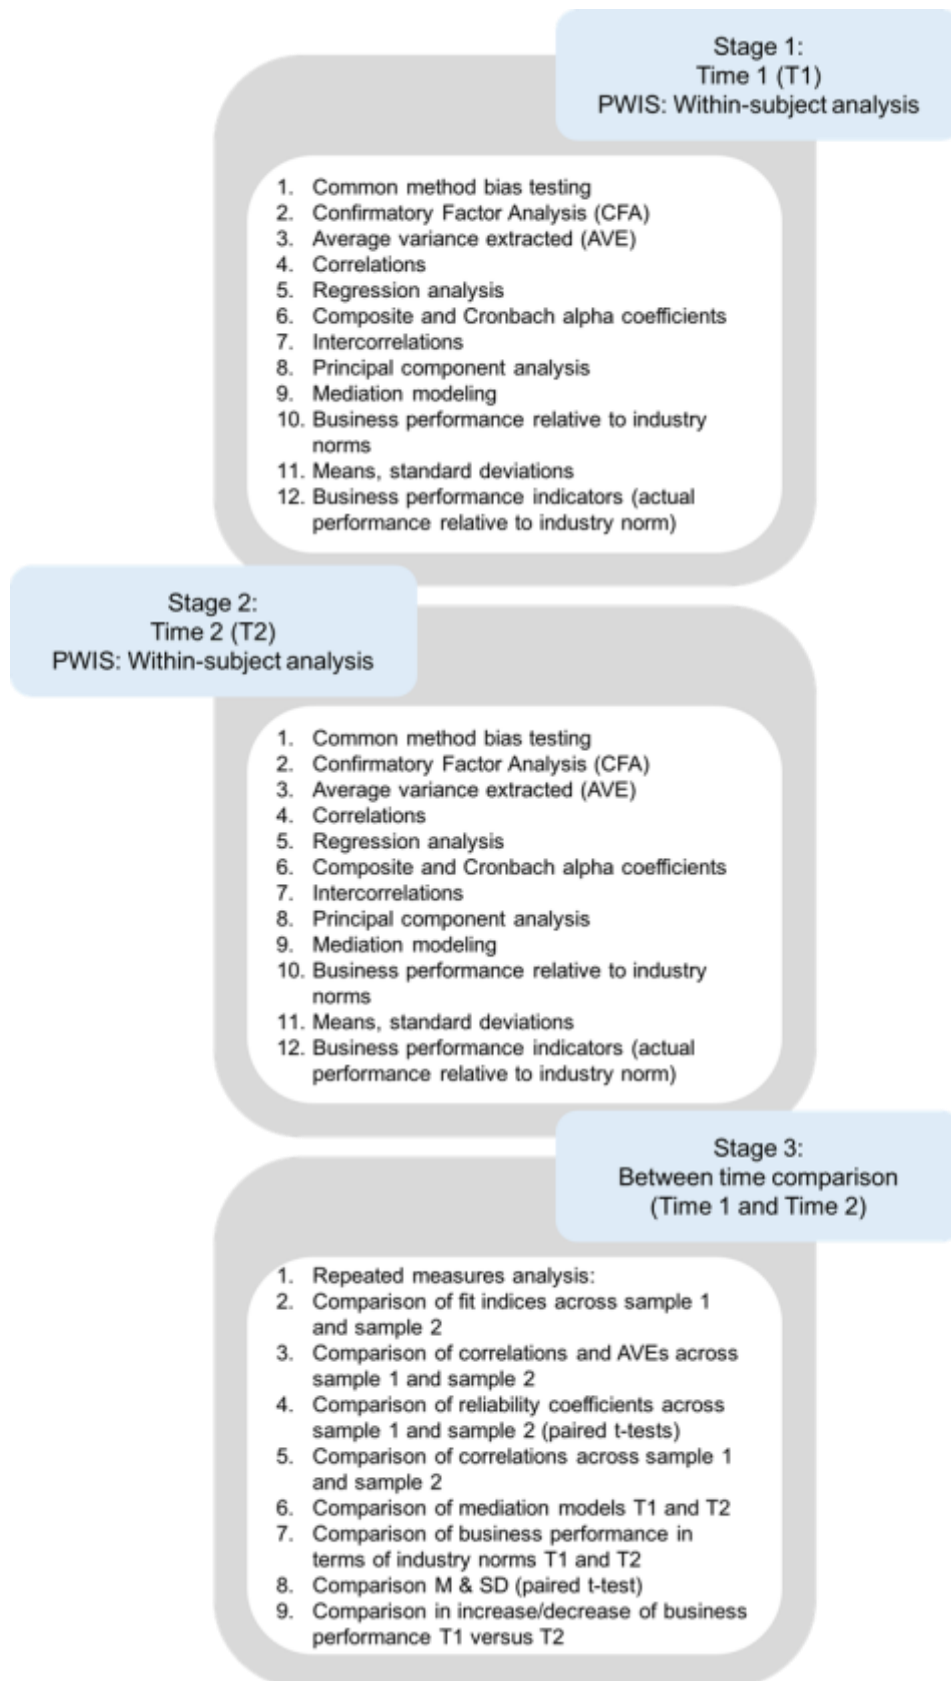 Stage 1:
Time 1 (T1)
PWIS: Within-subject analysis
1. Common method bias testing
2. Confirmatory Factor Analysis (CFA)
3. Average variance extracted (AVE)
4. Correlations
5. Regression analysis
6. Composite and Cronbach alpha coefficients
7. Intercorrelations
8. Principal component analysis
9. Mediation modeling
10. Business performance relative to industry
norms
11. Means, standard deviations
12. Business performance indicators (actual
performance relative to industry norm)
Stage 2:
Time 2 (T2)
PWIS: Within-subject analysis
1. Common method bias testing
2. Confirmatory Factor Analysis (CFA)
3. Average variance extracted (AVE)
4. Correlations
5. Regression analysis
6. Composite and Cronbach alpha coefficients
7. Intercorrelations
8. Principal component analysis
9. Mediation modeling
10. Business performance relative to industry
norms
11. Means, standard deviations
12. Business performance indicators (actual
performance relative to industry norm)
Stage 3:
Between time comparison
(Time 1 and Time 2)
1. Repeated measures analysis:
2. Comparison of fit indices across sample 1
and sample 2
3. Comparison of correlations and AVEs across
sample 1 and sample 2
4. Comparison of reliability coefficients across
sample 1 and sample 2 (paired t-tests)
5. Comparison of correlations across sample 1
and sample 2
6. Comparison of mediation models T1 and T2
7. Comparison of business performance in
terms of industry norms T1 and T2
8. Comparison M & SD (paired t-test)
9. Comparison in increase/decrease of business
performance T1 versus T2